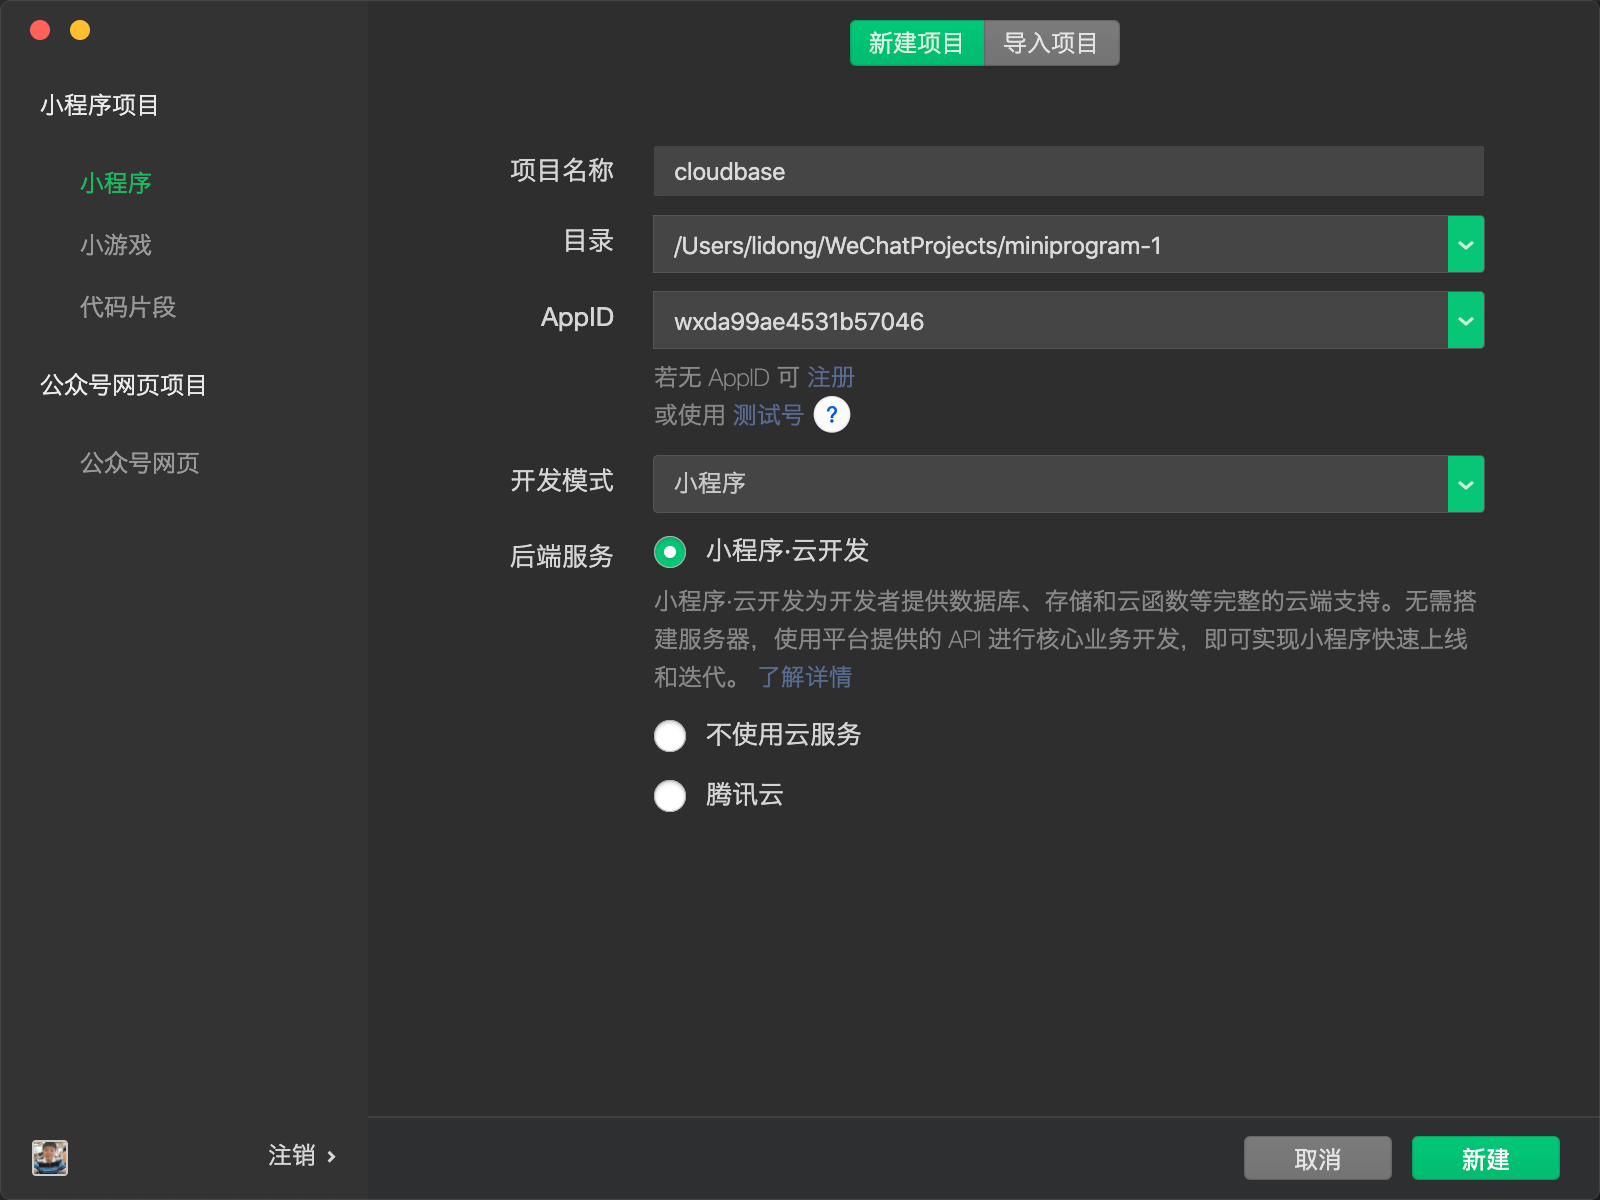 新建项目 导入项目
小程序项目
小程序
小游戏
代码片段
公众号网页项目
公众号网页
项目名称 cloudbase
目录 /Users/lidong/WeChatProjects/miniprogram-1
AppID wxda99ae4531b57046
若无 AppID 可 注册
或使用 测试号 ?
开发模式 小程序
后端服务 小程序·云开发
小程序·云开发为开发者提供数据库、存储和云函数等完整的云端支持。无需搭
建服务器，使用平台提供的 API 进行核心业务开发，即可实现小程序快速上线
和迭代。 了解详情
不使用云服务
腾讯云
注销 ›
取消 新建